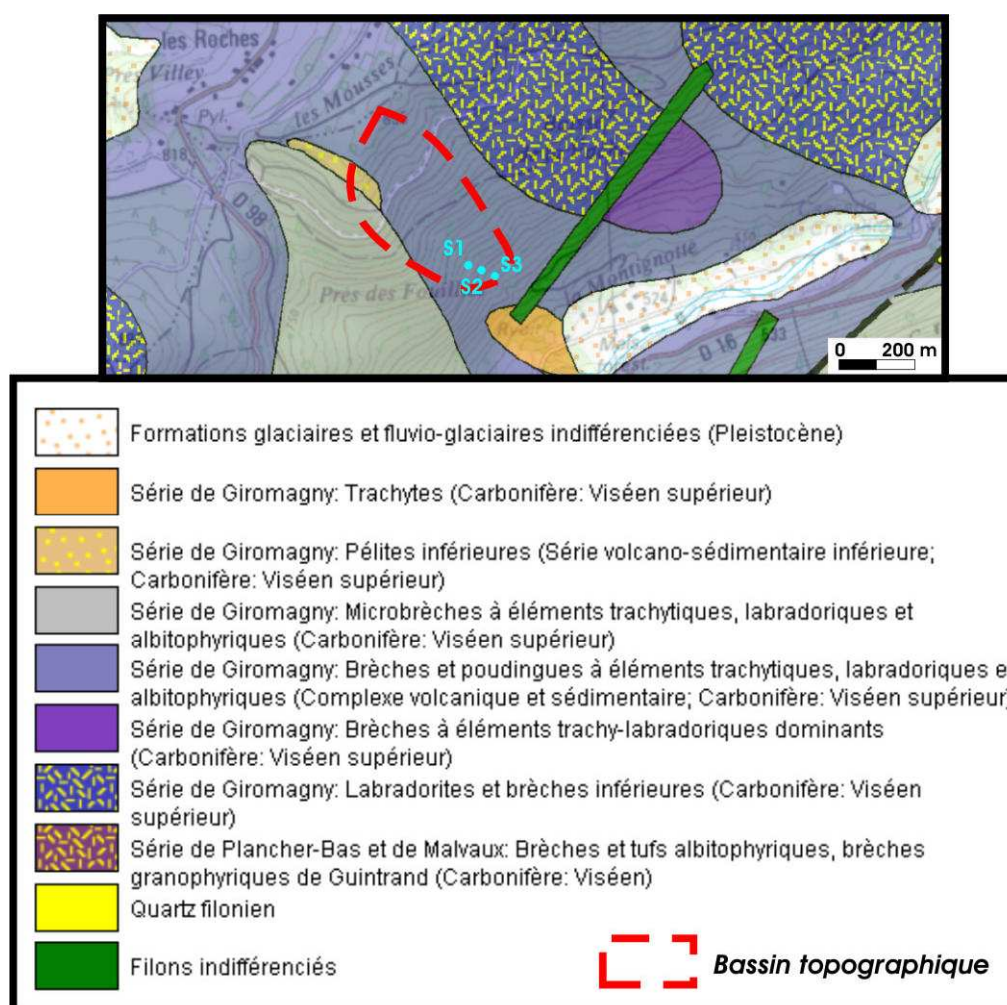 les Roches
Pres Villey
les Mousses
Pyl.
818
D 98
S1
S3
S2
Montignotte
524
D 16
533
0 200 m
Formations glaciaires et fluvio-glaciaires indifférenciées (Pleistocène)
Série de Giromagny: Trachytes (Carbonifère: Viséen supérieur)
Série de Giromagny: Pélites inférieures (Série volcano-sédimentaire inférieure;
Carbonifère: Viséen supérieur)
Série de Giromagny: Microbrèches à éléments trachytiques, labradoriques et
albitophyriques (Carbonifère: Viséen supérieur)
Série de Giromagny: Brèches et poudingues à éléments trachytiques, labradoriques e
albitophyriques (Complexe volcanique et sédimentaire; Carbonifère: Viséen supérieur)
Série de Giromagny: Brèches à éléments trachy-labradoriques dominants
(Carbonifère: Viséen supérieur)
Série de Giromagny: Labradorites et brèches inférieures (Carbonifère: Viséen
supérieur)
Série de Plancher-Bas et de Malvaux: Brèches et tufs albitophyriques, brèches
granophyriques de Guintrand (Carbonifère: Viséen)
Quartz filonien
Filons indifférenciés
Bassin topographique